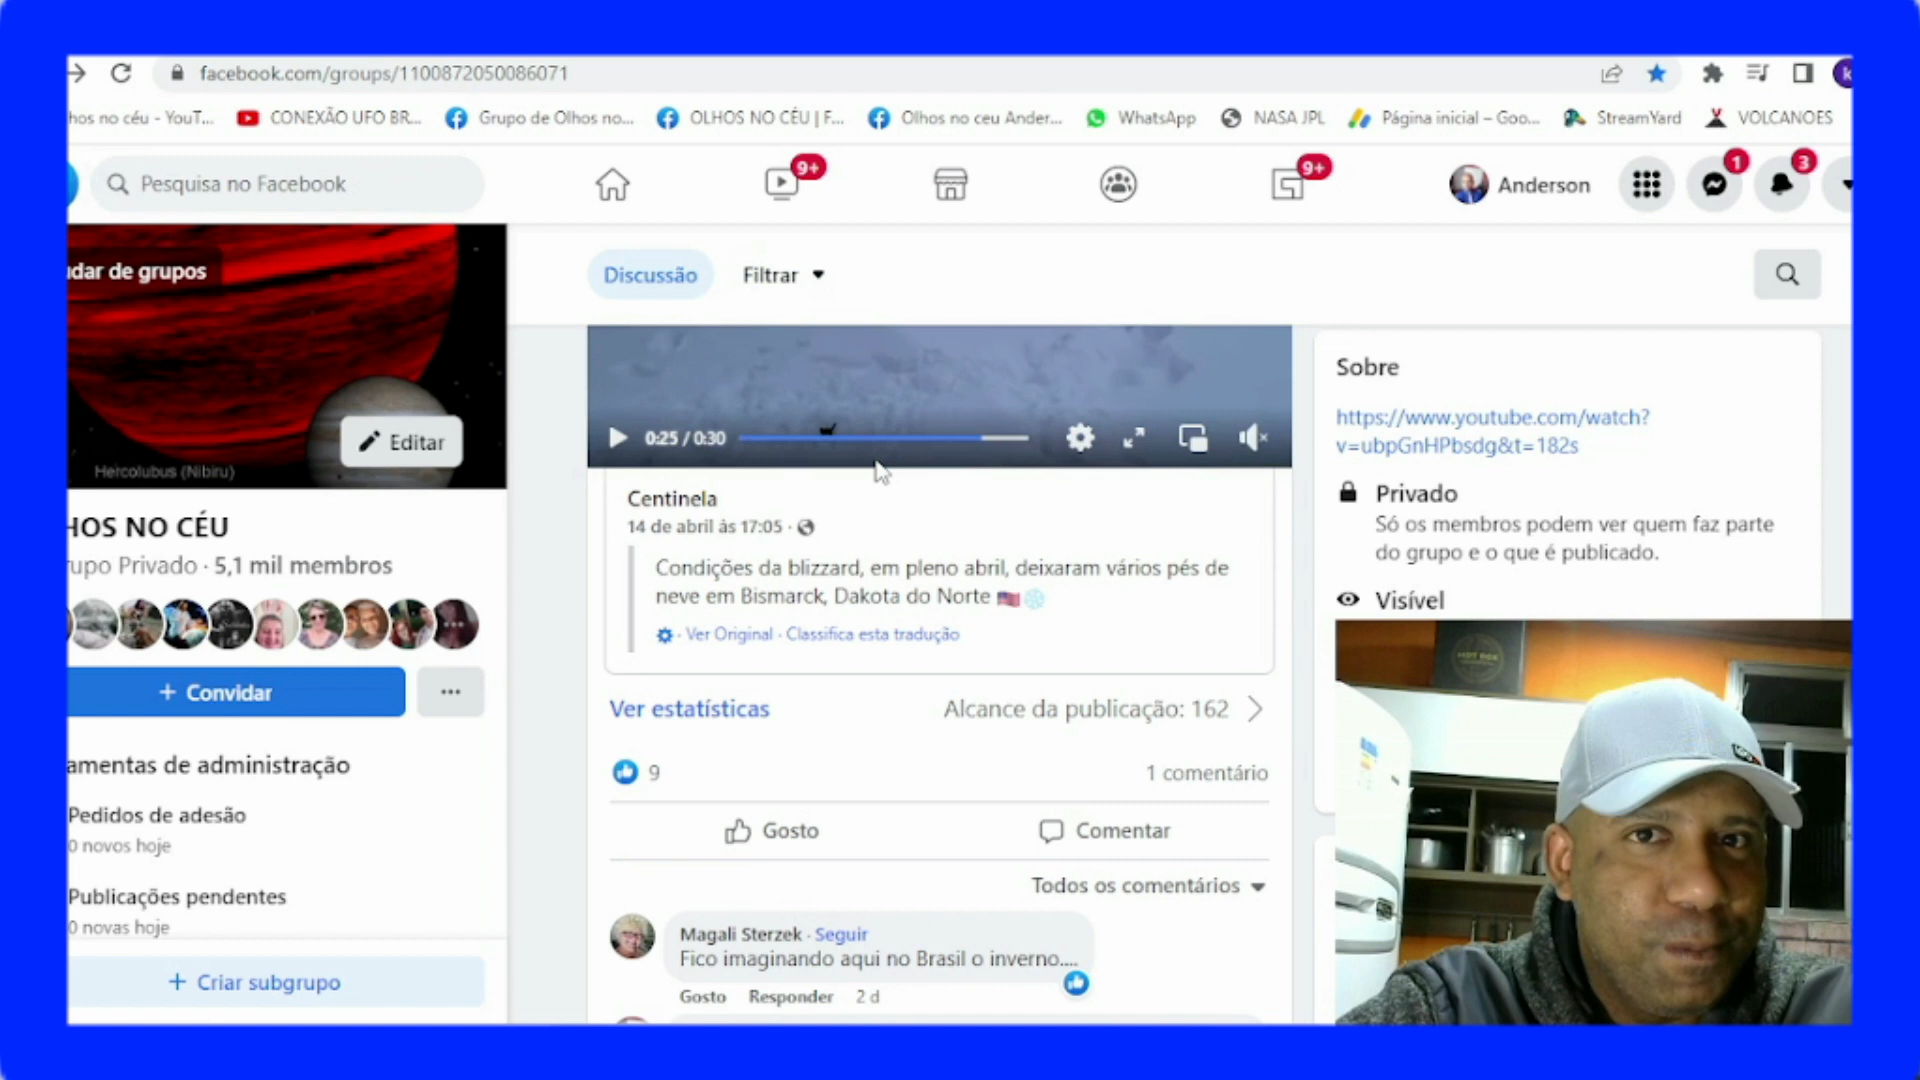 facebook.com/groups/1100872050086071
hos no céu - YouT...
CONEXÃO UFO BR...
Grupo de Olhos no...
OLHOS NO CÉU | F...
Olhos no ceu Ander...
WhatsApp
NASA JPL
Página inicial – Goo...
StreamYard
VOLCANOES
k
Pesquisa no Facebook
9+
9+
Anderson
1
3
dar de grupos
Editar
Hercolubus (Nibiru)
HOS NO CÉU
upo Privado · 5,1 mil membros
+ Convidar
amentas de administração
Pedidos de adesão
0 novos hoje
Publicações pendentes
0 novas hoje
+ Criar subgrupo
Discussão
Filtrar
0:25 / 0:30
Centinela
14 de abril às 17:05 ·
Condições da blizzard, em pleno abril, deixaram vários pés de
neve em Bismarck, Dakota do Norte
· Ver Original · Classifica esta tradução
Ver estatísticas
Alcance da publicação: 162
9
1 comentário
Gosto
Comentar
Todos os comentários
Magali Sterzek · Seguir
Fico imaginando aqui no Brasil o inverno....
Gosto Responder 2 d
Sobre
https://www.youtube.com/watch?
v=ubpGnHPbsdg&t=182s
Privado
Só os membros podem ver quem faz parte
do grupo e o que é publicado.
Visível
HOT BOX